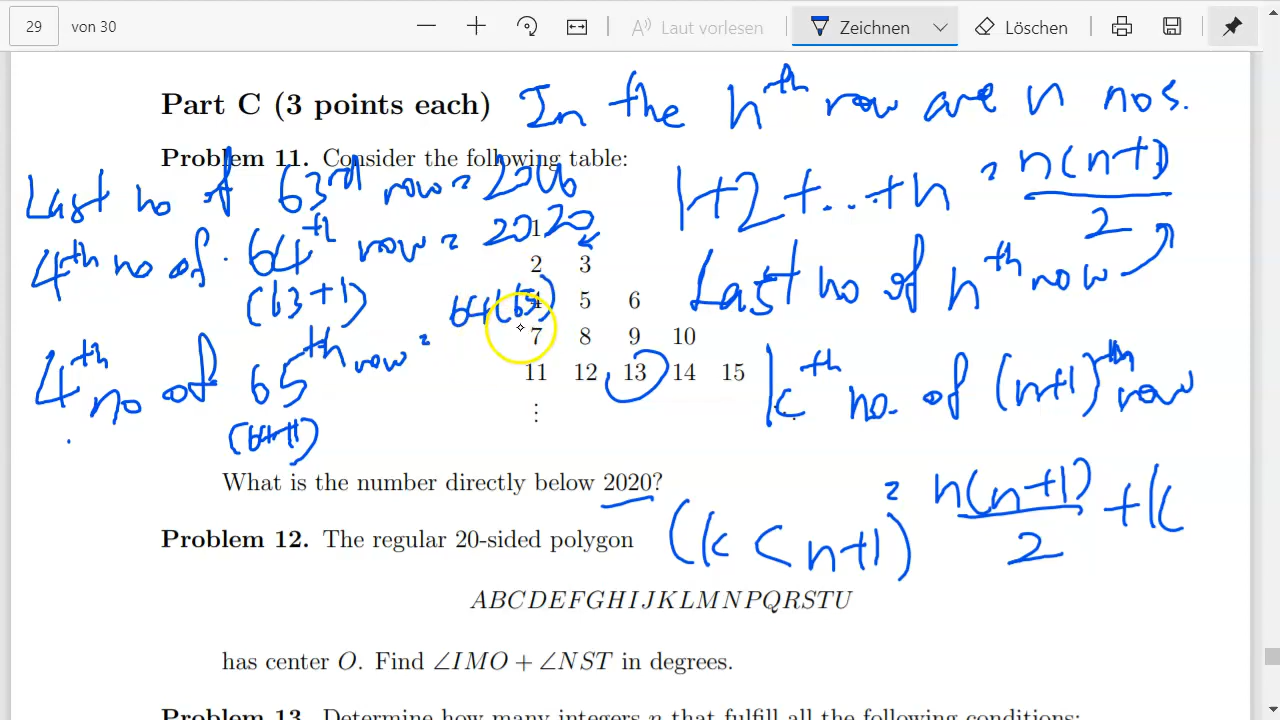 29 von 30 Laut vorlesen Zeichnen Löschen
Part C (3 points each) In the nth row are n nos.
Problem 11. Consider the following table:
Last no of 63rd row = 2016
1+2+...+n = n(n+1)/2
4th no of 64th row = 2020
(63+1)
Last no of nth row
4th no of 65th row = 64(65)
(64+1)
kth no. of (n+1)th row
= n(n+1)/2 + k
(k < n+1)
1
2 3
4 5 6
7 8 9 10
11 12 13 14 15
⋮
What is the number directly below 2020?
Problem 12. The regular 20-sided polygon
ABCDEFGHIJKLMNPQRSTU
has center O. Find ∠IMO + ∠NST in degrees.
Problem 13. Determine how many integers n that fulfill all the following conditions: